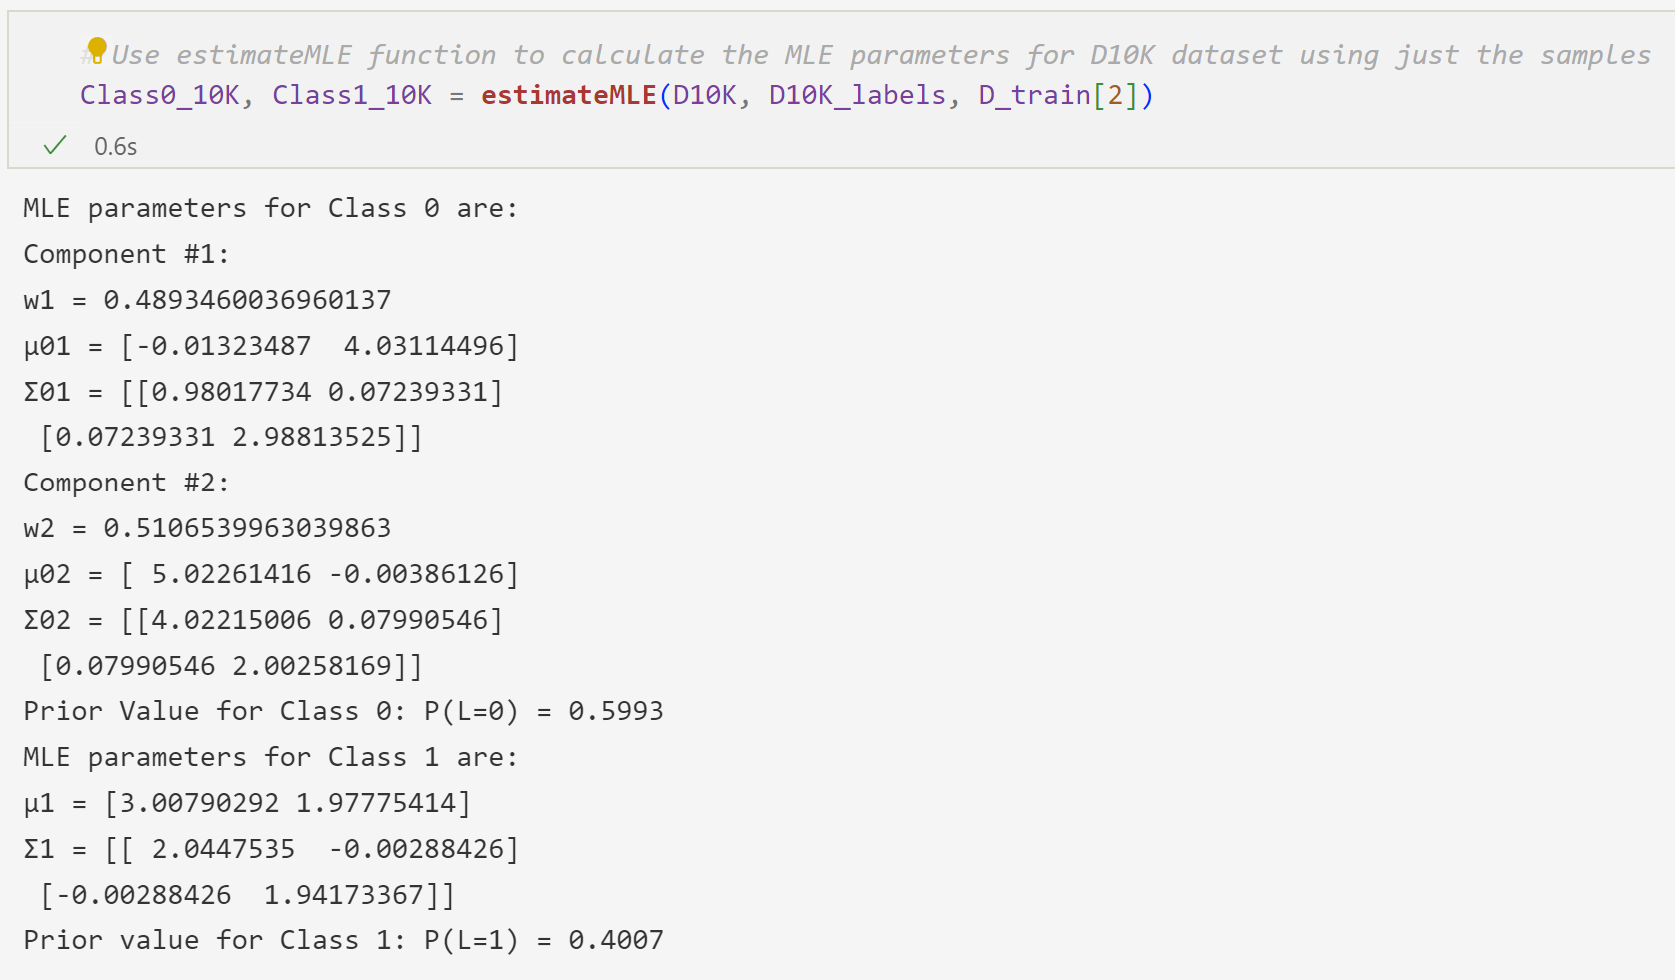 # Use estimateMLE function to calculate the MLE parameters for D10K dataset using just the samples
Class0_10K, Class1_10K = estimateMLE(D10K, D10K_labels, D_train[2])
0.6s
MLE parameters for Class 0 are:
Component #1:
w1 = 0.4893460036960137
μ01 = [-0.01323487  4.03114496]
Σ01 = [[0.98017734 0.07239331]
 [0.07239331 2.98813525]]
Component #2:
w2 = 0.5106539963039863
μ02 = [ 5.02261416 -0.00386126]
Σ02 = [[4.02215006 0.07990546]
 [0.07990546 2.00258169]]
Prior Value for Class 0: P(L=0) = 0.5993
MLE parameters for Class 1 are:
μ1 = [3.00790292 1.97775414]
Σ1 = [[ 2.0447535  -0.00288426]
 [-0.00288426  1.94173367]]
Prior value for Class 1: P(L=1) = 0.4007